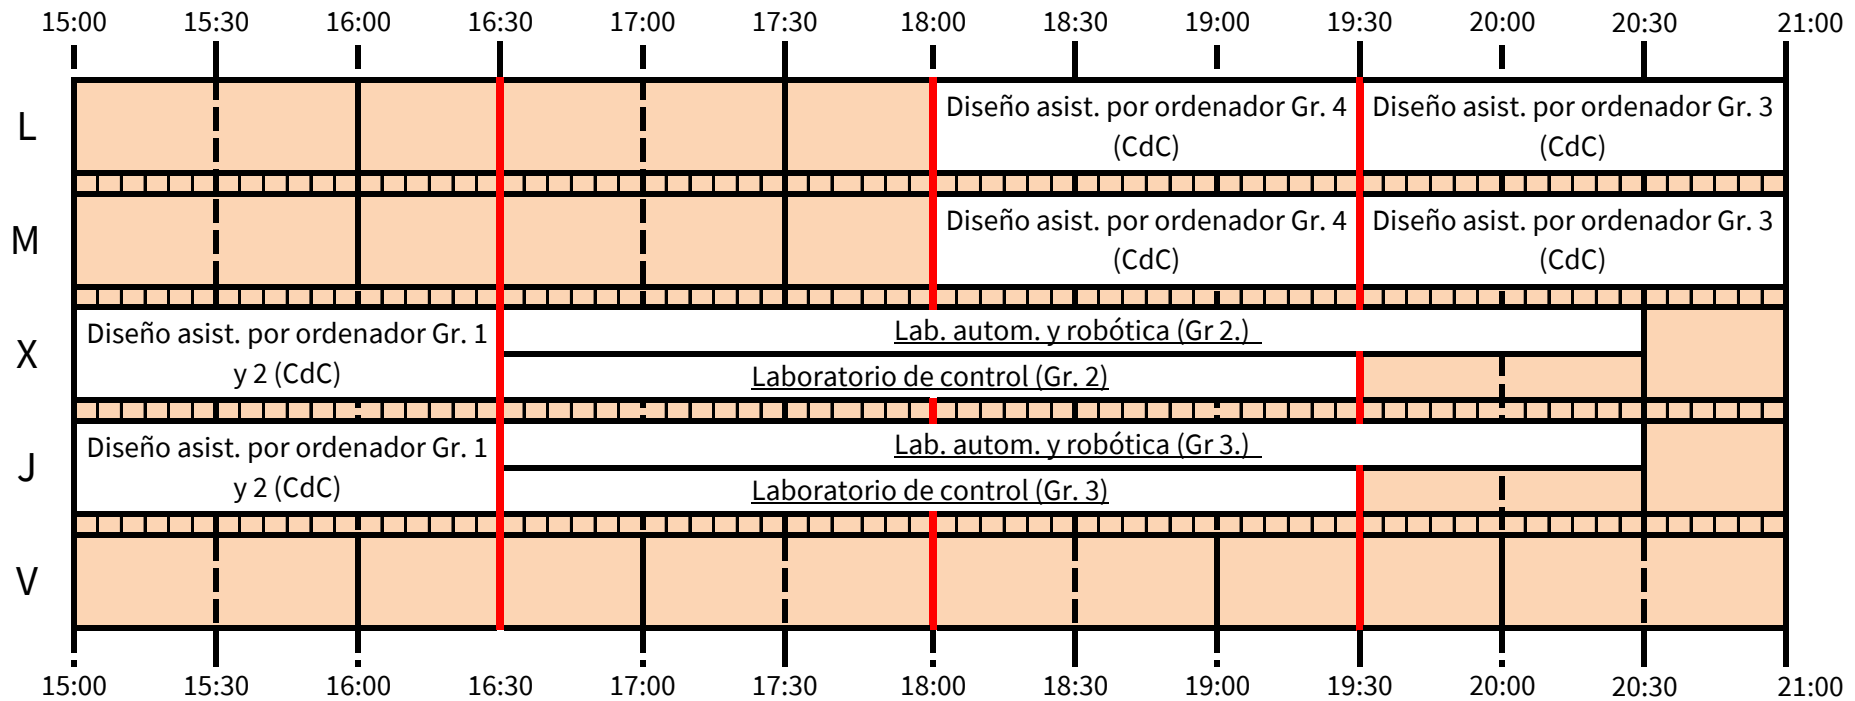 15:00 15:30 16:00 16:30 17:00 17:30 18:00 18:30 19:00 19:30 20:00 20:30 21:00
L
Diseño asist. por ordenador Gr. 4
(CdC)
Diseño asist. por ordenador Gr. 3
(CdC)
M
Diseño asist. por ordenador Gr. 4
(CdC)
Diseño asist. por ordenador Gr. 3
(CdC)
X
Diseño asist. por ordenador Gr. 1
y 2 (CdC)
Lab. autom. y robótica (Gr 2.)
Laboratorio de control (Gr. 2)
J
Diseño asist. por ordenador Gr. 1
y 2 (CdC)
Lab. autom. y robótica (Gr 3.)
Laboratorio de control (Gr. 3)
V
15:00 15:30 16:00 16:30 17:00 17:30 18:00 18:30 19:00 19:30 20:00 20:30 21:00